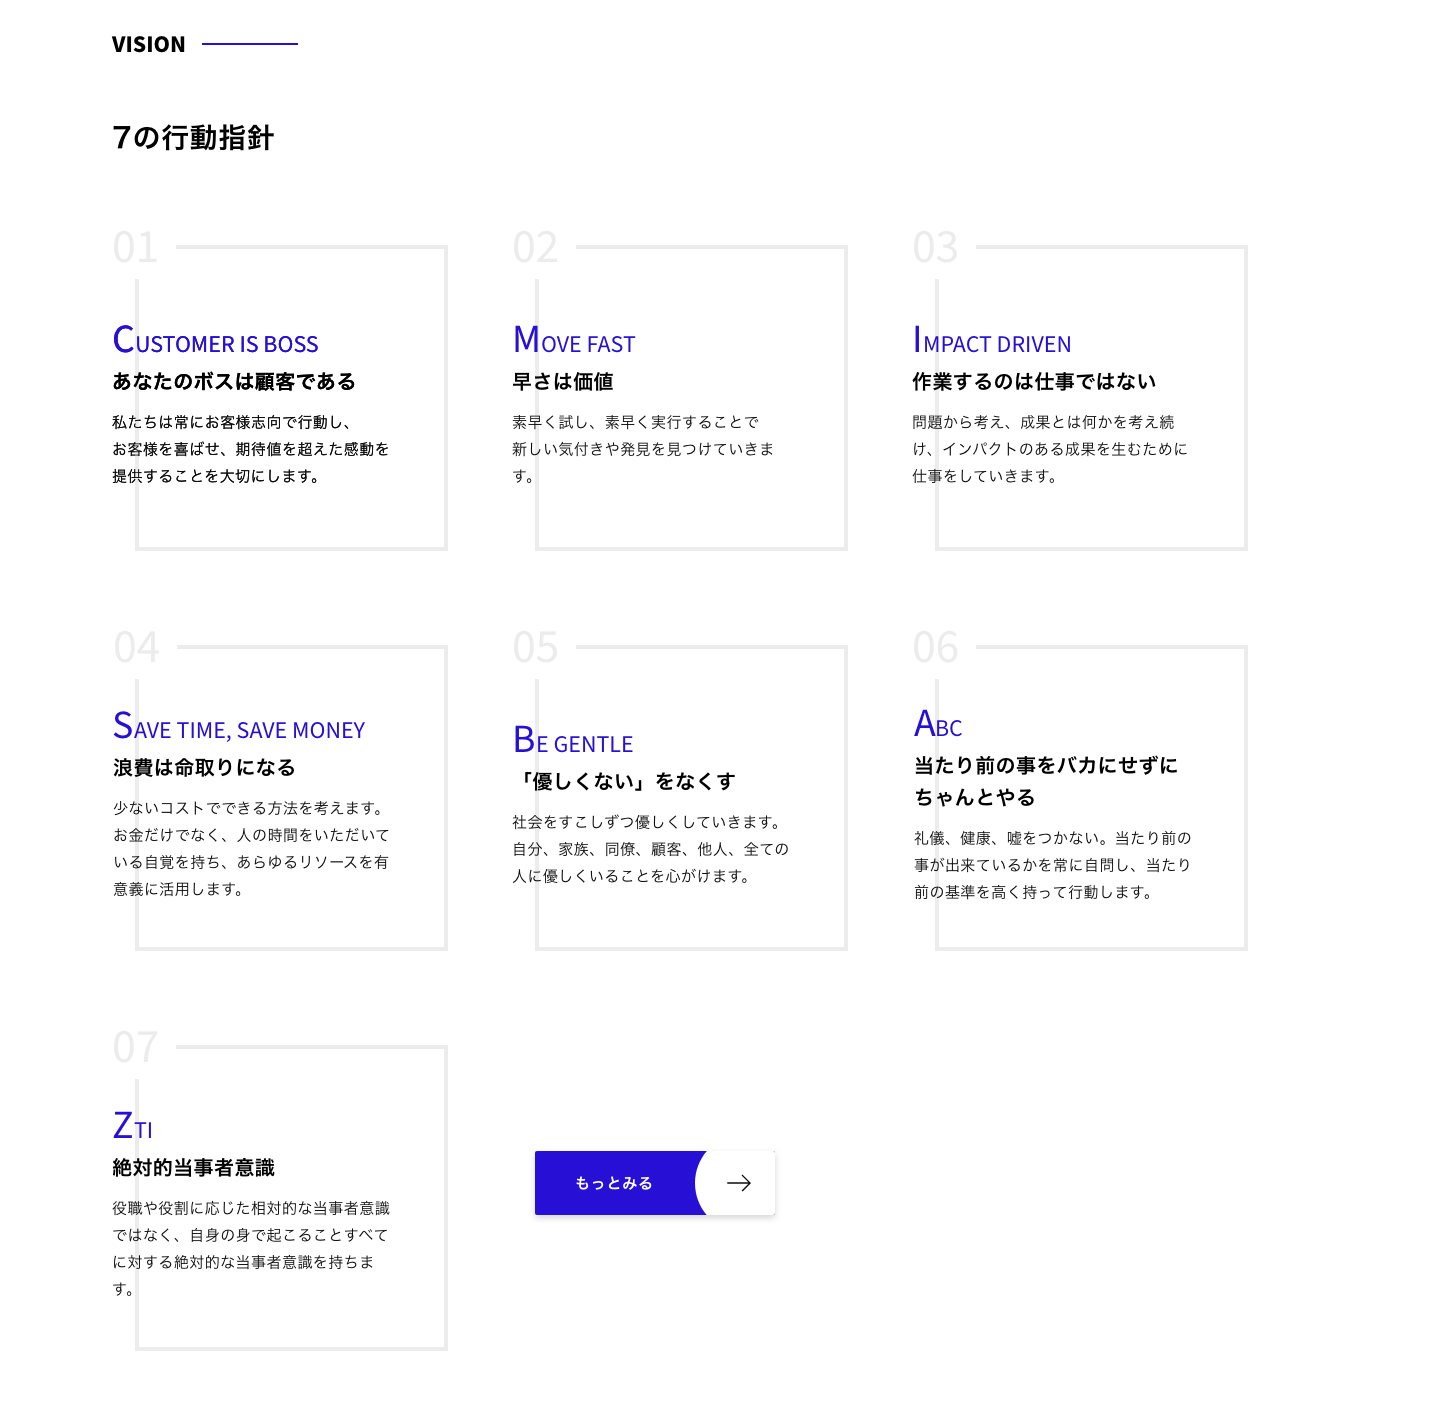 VISION
7の行動指針
01
CUSTOMER IS BOSS
あなたのボスは顧客である
私たちは常にお客様志向で行動し、
お客様を喜ばせ、期待値を超えた感動を
提供することを大切にします。
02
MOVE FAST
早さは価値
素早く試し、素早く実行することで
新しい気付きや発見を見つけていきま
す。
03
IMPACT DRIVEN
作業するのは仕事ではない
問題から考え、成果とは何かを考え続
け、インパクトのある成果を生むために
仕事をしていきます。
04
SAVE TIME, SAVE MONEY
浪費は命取りになる
少ないコストでできる方法を考えます。
お金だけでなく、人の時間をいただいて
いる自覚を持ち、あらゆるリソースを有
意義に活用します。
05
BE GENTLE
「優しくない」をなくす
社会をすこしずつ優しくしていきます。
自分、家族、同僚、顧客、他人、全ての
人に優しくいることを心がけます。
06
ABC
当たり前の事をバカにせずに
ちゃんとやる
礼儀、健康、嘘をつかない。当たり前の
事が出来ているかを常に自問し、当たり
前の基準を高く持って行動します。
07
ZTI
絶対的当事者意識
役職や役割に応じた相対的な当事者意識
ではなく、自身の身で起こることすべて
に対する絶対的な当事者意識を持ちま
す。
もっとみる